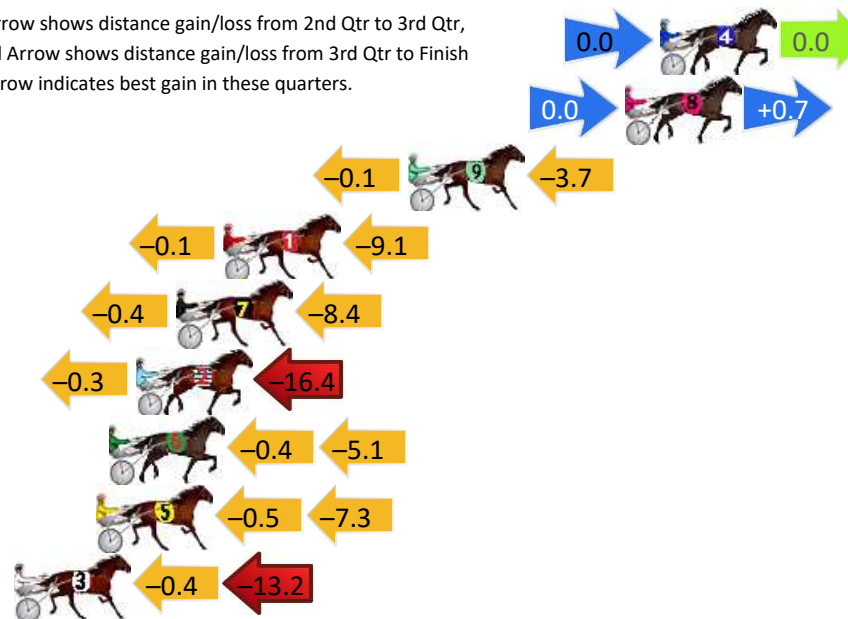 rrow shows distance gain/loss from 2nd Qtr to 3rd Qtr,
l Arrow shows distance gain/loss from 3rd Qtr to Finish
row indicates best gain in these quarters.
0.0 4 0.0
0.0 8 +0.7
–0.1 9 –3.7
–0.1 1 –9.1
–0.4 7 –8.4
–0.3 2 –16.4
6 –0.4 –5.1
5 –0.5 –7.3
3 –0.4 –13.2